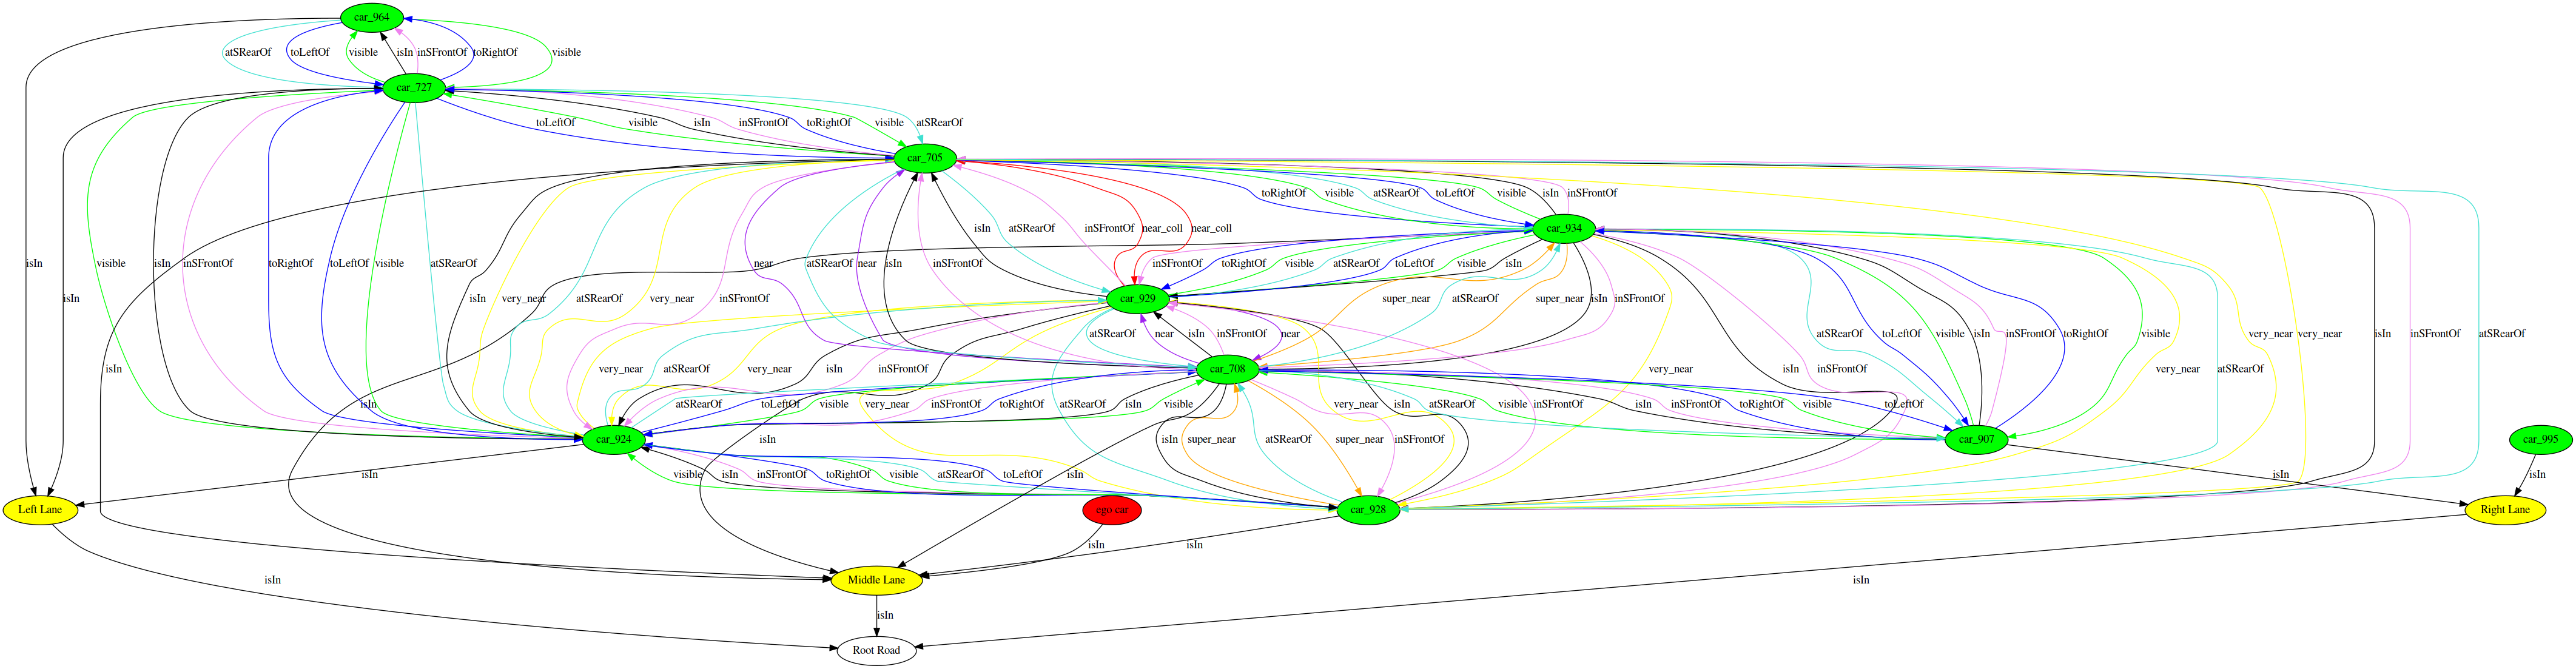 car_964
atSRearOf toLeftOf visible isIn inSFrontOf toRightOf visible
car_727
toLeftOf visible isIn inSFrontOf toRightOf visible atSRearOf
car_705
toRightOf visible atSRearOf toLeftOf visible isIn inSFrontOf
isIn atSRearOf inSFrontOf near_coll near_coll
car_934
isIn visible isIn inSFrontOf toRightOf toLeftOf visible atSRearOf near atSRearOf near isIn inSFrontOf inSFrontOf toRightOf visible atSRearOf toLeftOf visible isIn
isIn isIn very_near atSRearOf very_near inSFrontOf super_near atSRearOf super_near isIn inSFrontOf
car_929
atSRearOf near isIn inSFrontOf near atSRearOf toLeftOf visible isIn inSFrontOf toRightOf visible very_near very_near isIn inSFrontOf atSRearOf
isIn very_near atSRearOf very_near isIn inSFrontOf very_near isIn inSFrontOf very_near atSRearOf
car_708
isIn atSRearOf toLeftOf visible very_near inSFrontOf toRightOf isIn visible atSRearOf very_near isIn inSFrontOf atSRearOf visible isIn inSFrontOf toRightOf visible toLeftOf
car_924 isIn isIn super_near atSRearOf super_near inSFrontOf car_907 car_995
isIn visible isIn inSFrontOf toRightOf visible atSRearOf toLeftOf isIn isIn isIn
Left Lane ego car car_928 Right Lane
isIn isIn
isIn Middle Lane isIn
isIn
Root Road